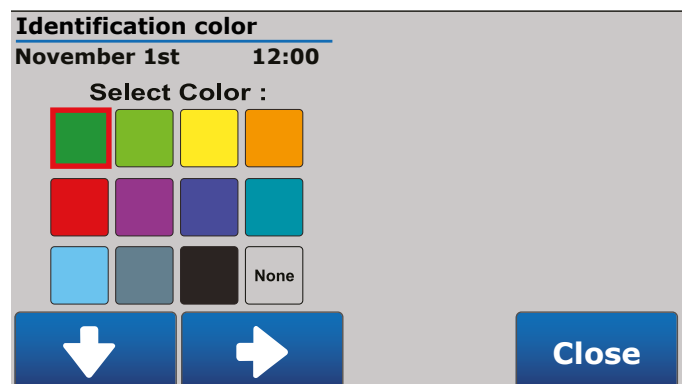 Identification color
November 1st 12:00
Select Color :
None
Close